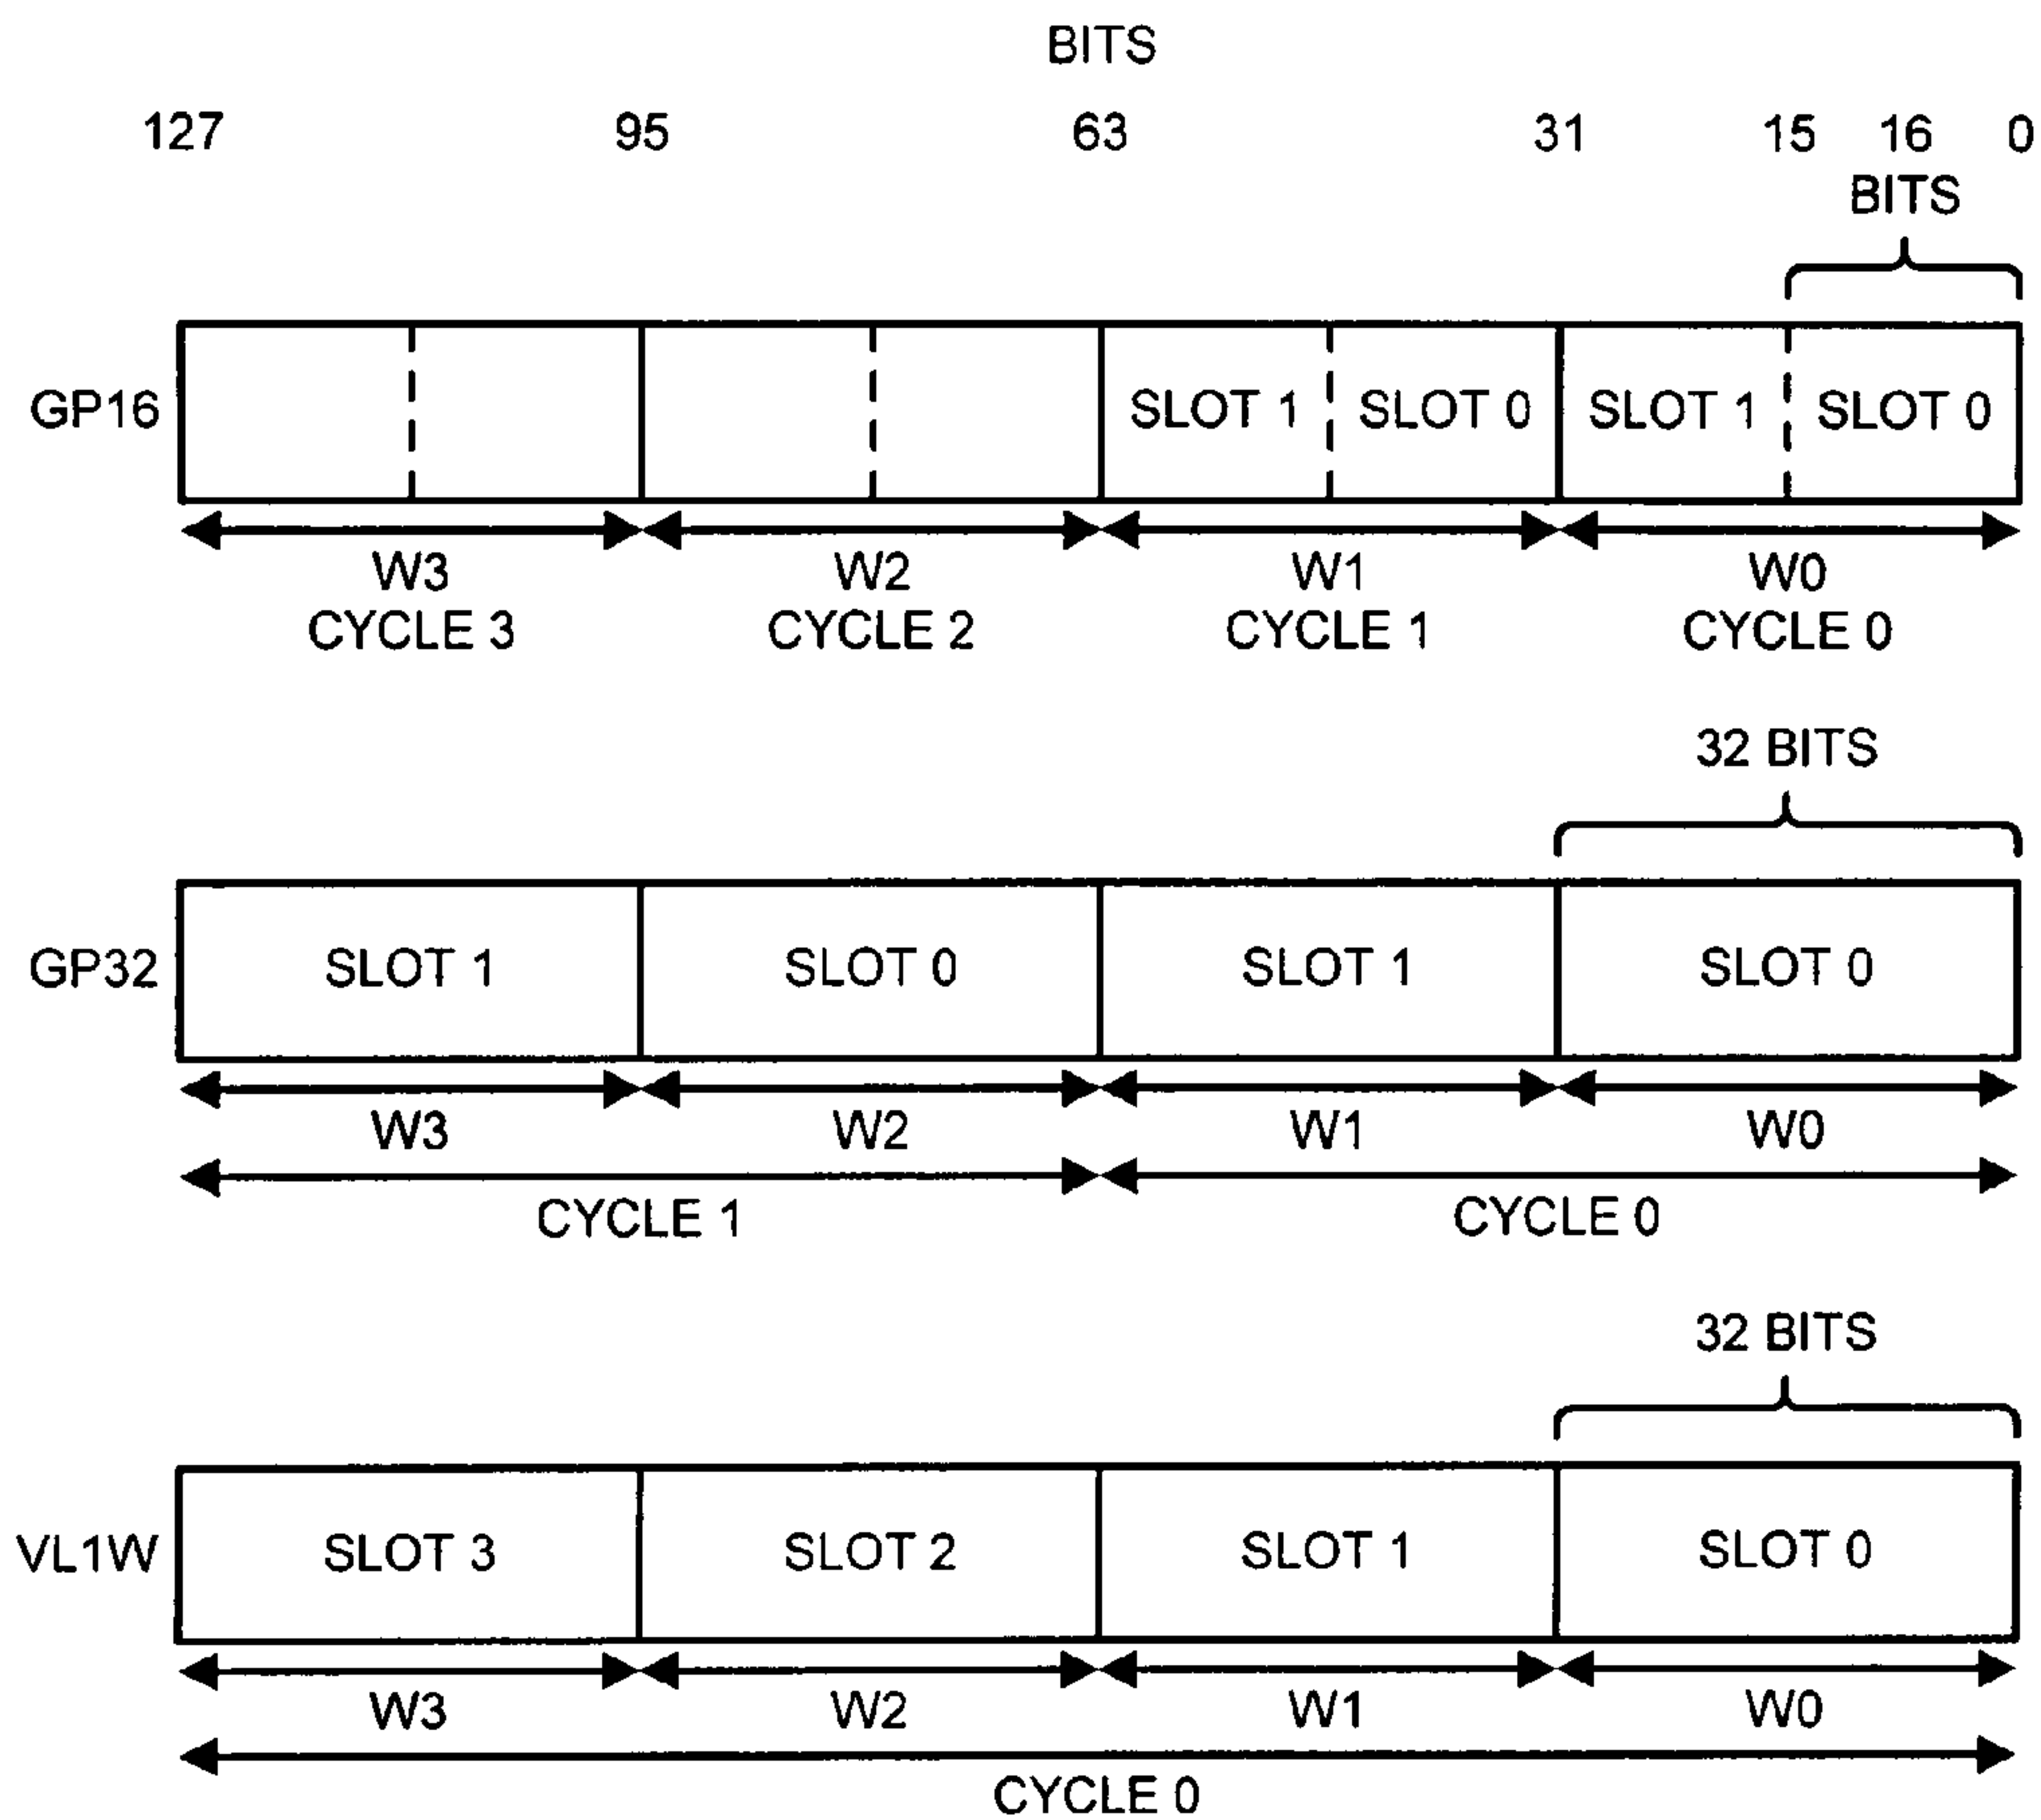 BITS
127 95 63 31 15 16 0
BITS
GP16 SLOT 1 SLOT 0 SLOT 1 SLOT 0
W3 W2 W1 W0
CYCLE 3 CYCLE 2 CYCLE 1 CYCLE 0
32 BITS
GP32 SLOT 1 SLOT 0 SLOT 1 SLOT 0
W3 W2 W1 W0
CYCLE 1 CYCLE 0
32 BITS
VL1W SLOT 3 SLOT 2 SLOT 1 SLOT 0
W3 W2 W1 W0
CYCLE 0